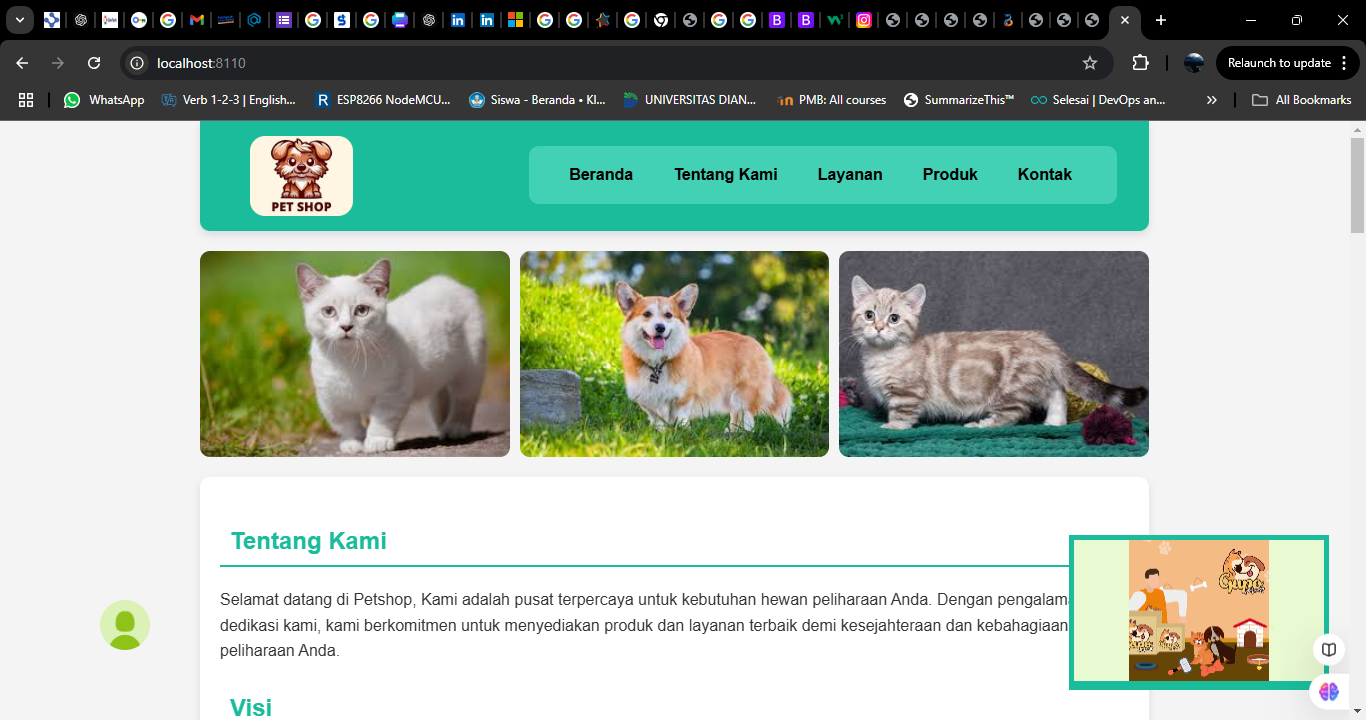 localhost:8110
Relaunch to update
WhatsApp
Verb 1-2-3 | English...
ESP8266 NodeMCU...
Siswa - Beranda • Kl...
UNIVERSITAS DIAN...
PMB: All courses
SummarizeThis™
Selesai | DevOps an...
All Bookmarks
PET SHOP
Beranda
Tentang Kami
Layanan
Produk
Kontak
Tentang Kami
Selamat datang di Petshop, Kami adalah pusat terpercaya untuk kebutuhan hewan peliharaan Anda. Dengan pengalama
dedikasi kami, kami berkomitmen untuk menyediakan produk dan layanan terbaik demi kesejahteraan dan kebahagiaan
peliharaan Anda.
Visi